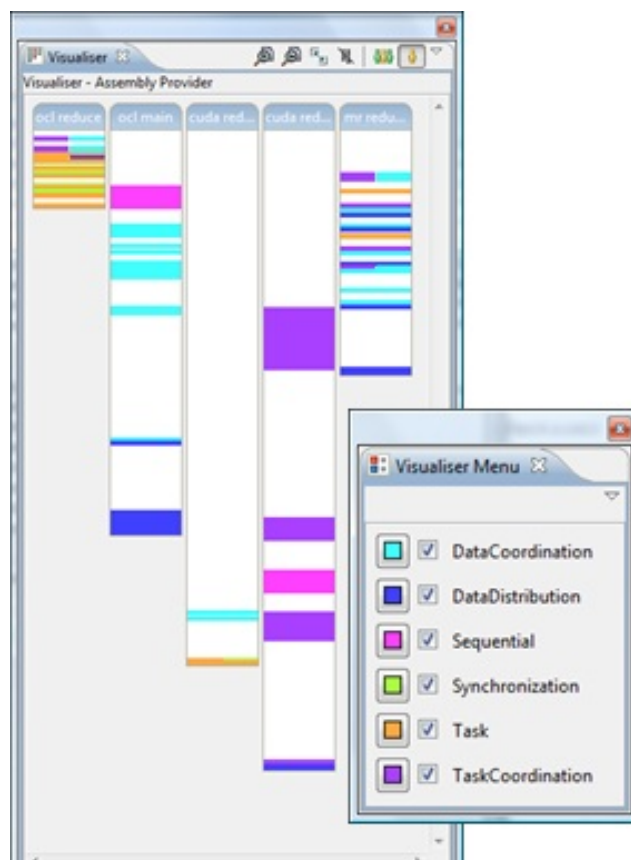 Visualiser
Visualiser - Assembly Provider
ocl reduce ocl main cuda red... cuda red... mr redu...
Visualiser Menu
DataCoordination
DataDistribution
Sequential
Synchronization
Task
TaskCoordination